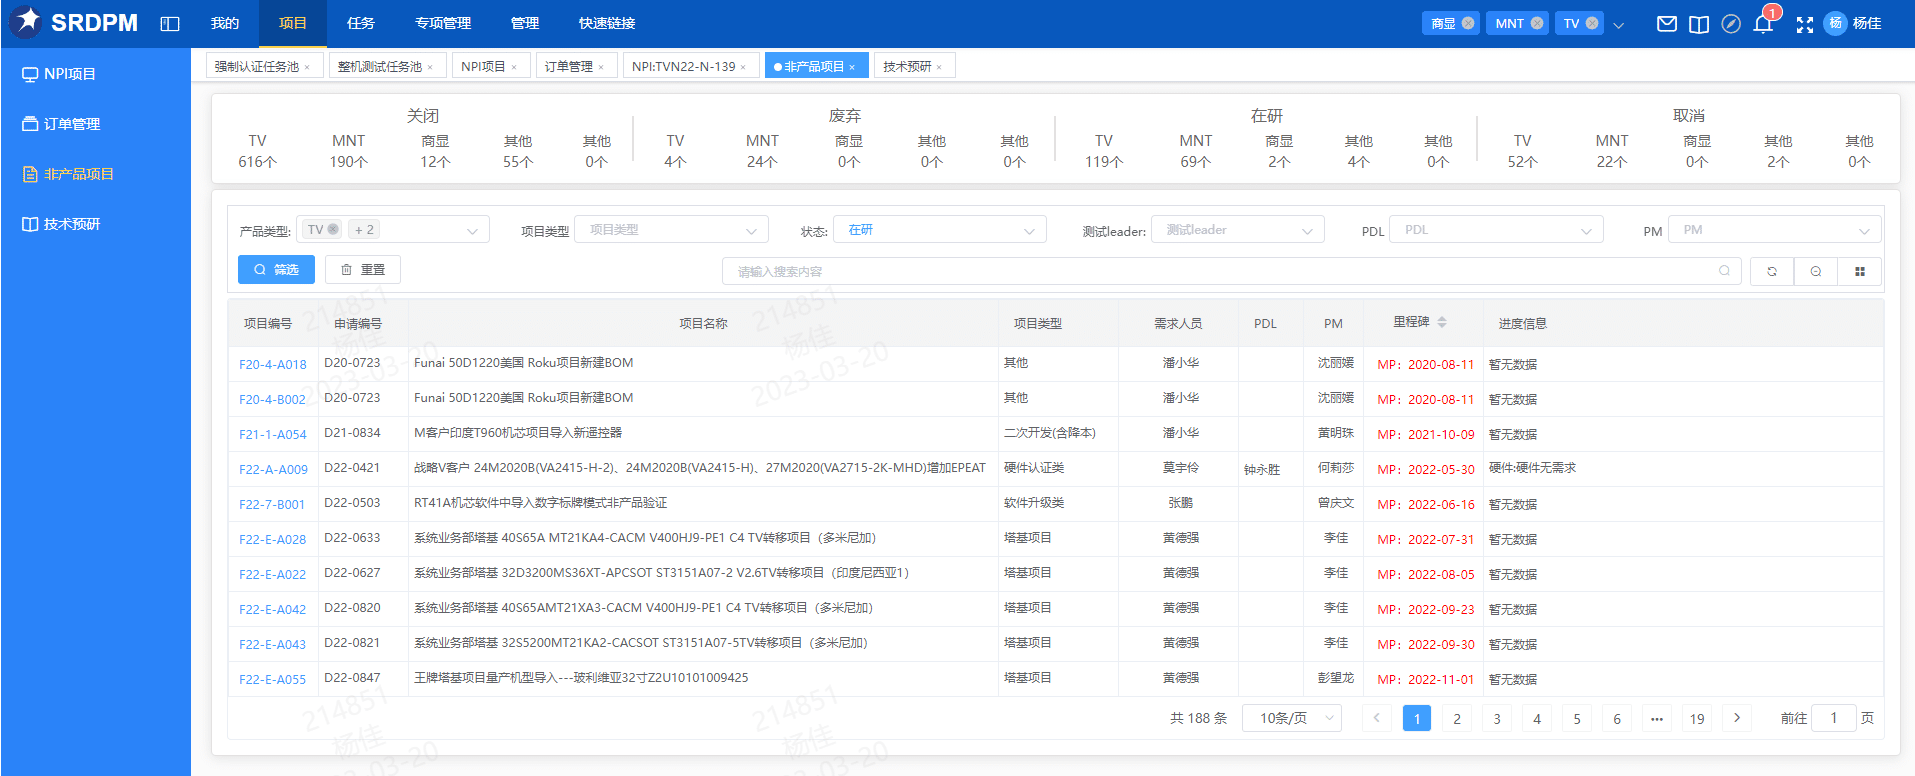 SRDPM 我的 项目 任务 专项管理 管理 快速链接 商显 MNT TV 1 杨 杨佳
NPI项目
订单管理
非产品项目
技术预研
强制认证任务池 × 整机测试任务池 × NPI项目 × 订单管理 × NPI:TVN22-N-139 × 非产品项目 × 技术预研 ×
关闭 废弃 在研 取消
TV MNT 商显 其他 其他 TV MNT 商显 其他 其他 TV MNT 商显 其他 其他 TV MNT 商显 其他 其他
616个 190个 12个 55个 0个 4个 24个 0个 0个 0个 119个 69个 2个 4个 0个 52个 22个 0个 2个 0个
产品类型: TV + 2 项目类型 项目类型 状态: 在研 测试leader: 测试leader PDL PDL PM PM
筛选 重置 请输入搜索内容
项目编号 申请编号 项目名称 项目类型 需求人员 PDL PM 里程碑 进度信息
F20-4-A018 D20-0723 Funai 50D1220美国 Roku项目新建BOM 其他 潘小华 沈丽媛 MP：2020-08-11 暂无数据
F20-4-B002 D20-0723 Funai 50D1220美国 Roku项目新建BOM 其他 潘小华 沈丽媛 MP：2020-08-11 暂无数据
F21-1-A054 D21-0834 M客户印度T960机芯项目导入新遥控器 二次开发(含降本) 潘小华 黄明珠 MP：2021-10-09 暂无数据
F22-A-A009 D22-0421 战略V客户 24M2020B(VA2415-H-2)、24M2020B(VA2415-H)、27M2020(VA2715-2K-MHD)增加EPEAT 硬件认证类 莫宇伶 钟永胜 何莉莎 MP：2022-05-30 硬件:硬件无需求
F22-7-B001 D22-0503 RT41A机芯软件中导入数字标牌模式非产品验证 软件升级类 张鹏 曾庆文 MP：2022-06-16 暂无数据
F22-E-A028 D22-0633 系统业务部塔基 40S65A MT21KA4-CACM V400HJ9-PE1 C4 TV转移项目（多米尼加） 塔基项目 黄德强 李佳 MP：2022-07-31 暂无数据
F22-E-A022 D22-0627 系统业务部塔基 32D3200MS36XT-APCSOT ST3151A07-2 V2.6TV转移项目（印度尼西亚1） 塔基项目 黄德强 李佳 MP：2022-08-05 暂无数据
F22-E-A042 D22-0820 系统业务部塔基 40S65AMT21XA3-CACM V400HJ9-PE1 C4 TV转移项目（多米尼加） 塔基项目 黄德强 李佳 MP：2022-09-23 暂无数据
F22-E-A043 D22-0821 系统业务部塔基 32S5200MT21KA2-CACSOT ST3151A07-5TV转移项目（多米尼加） 塔基项目 黄德强 李佳 MP：2022-09-30 暂无数据
F22-E-A055 D22-0847 王牌塔基项目量产机型导入---玻利维亚32寸Z2U10101009425 塔基项目 黄德强 彭望龙 MP：2022-11-01 暂无数据
共 188 条 10条/页 1 2 3 4 5 6 ··· 19 前往 1 页
214851
杨佳
2023-03-20
214851
杨佳
2023-03-20
214851
杨佳
214851
杨佳